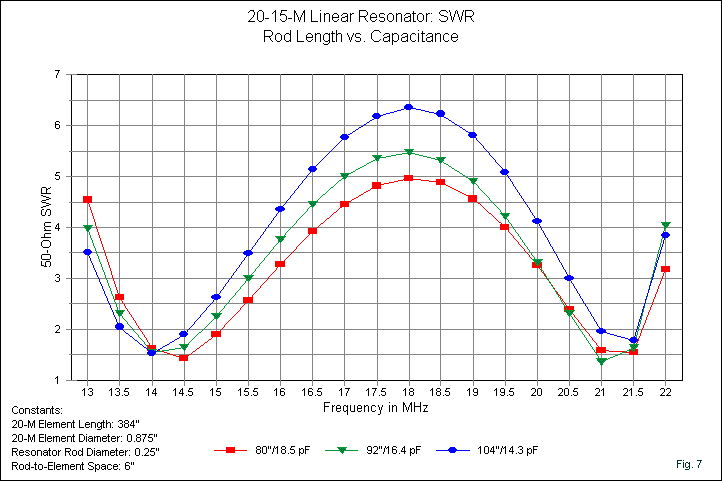 20-15-M Linear Resonator: SWR
Rod Length vs. Capacitance
7
6
5
4
3
2
1
50-Ohm SWR
13 13.5 14 14.5 15 15.5 16 16.5 17 17.5 18 18.5 19 19.5 20 20.5 21 21.5 22
Frequency in MHz
Constants:
20-M Element Length: 384"
20-M Element Diameter: 0.875"
Resonator Rod Diameter: 0.25"
Rod-to-Element Space: 6"
80"/18.5 pF 92"/16.4 pF 104"/14.3 pF
Fig. 7